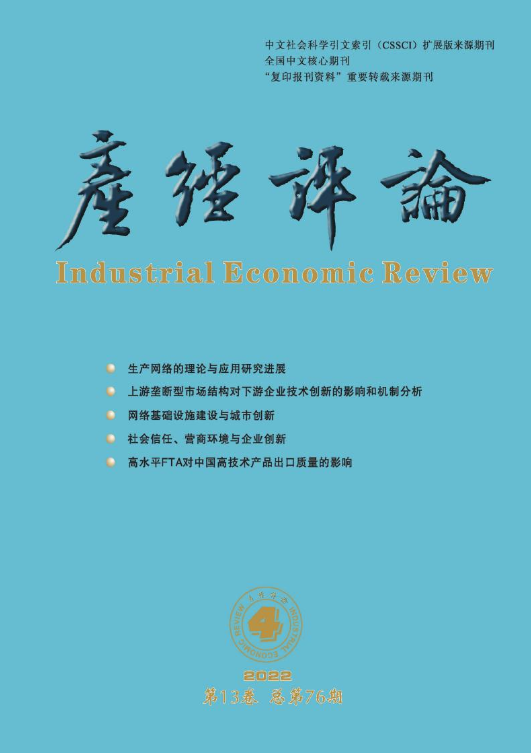 中文社会科学引文索引（CSSCI）扩展版来源期刊
全国中文核心期刊
“复印报刊资料”重要转载来源期刊
產經评論
Industrial Economic Review
生产网络的理论与应用研究进展
上游垄断型市场结构对下游企业技术创新的影响和机制分析
网络基础设施建设与城市创新
社会信任、营商环境与企业创新
高水平FTA对中国高技术产品出口质量的影响
INDUSTRIAL ECONOMIC REVIEW
4
2022
第13卷 总第76期